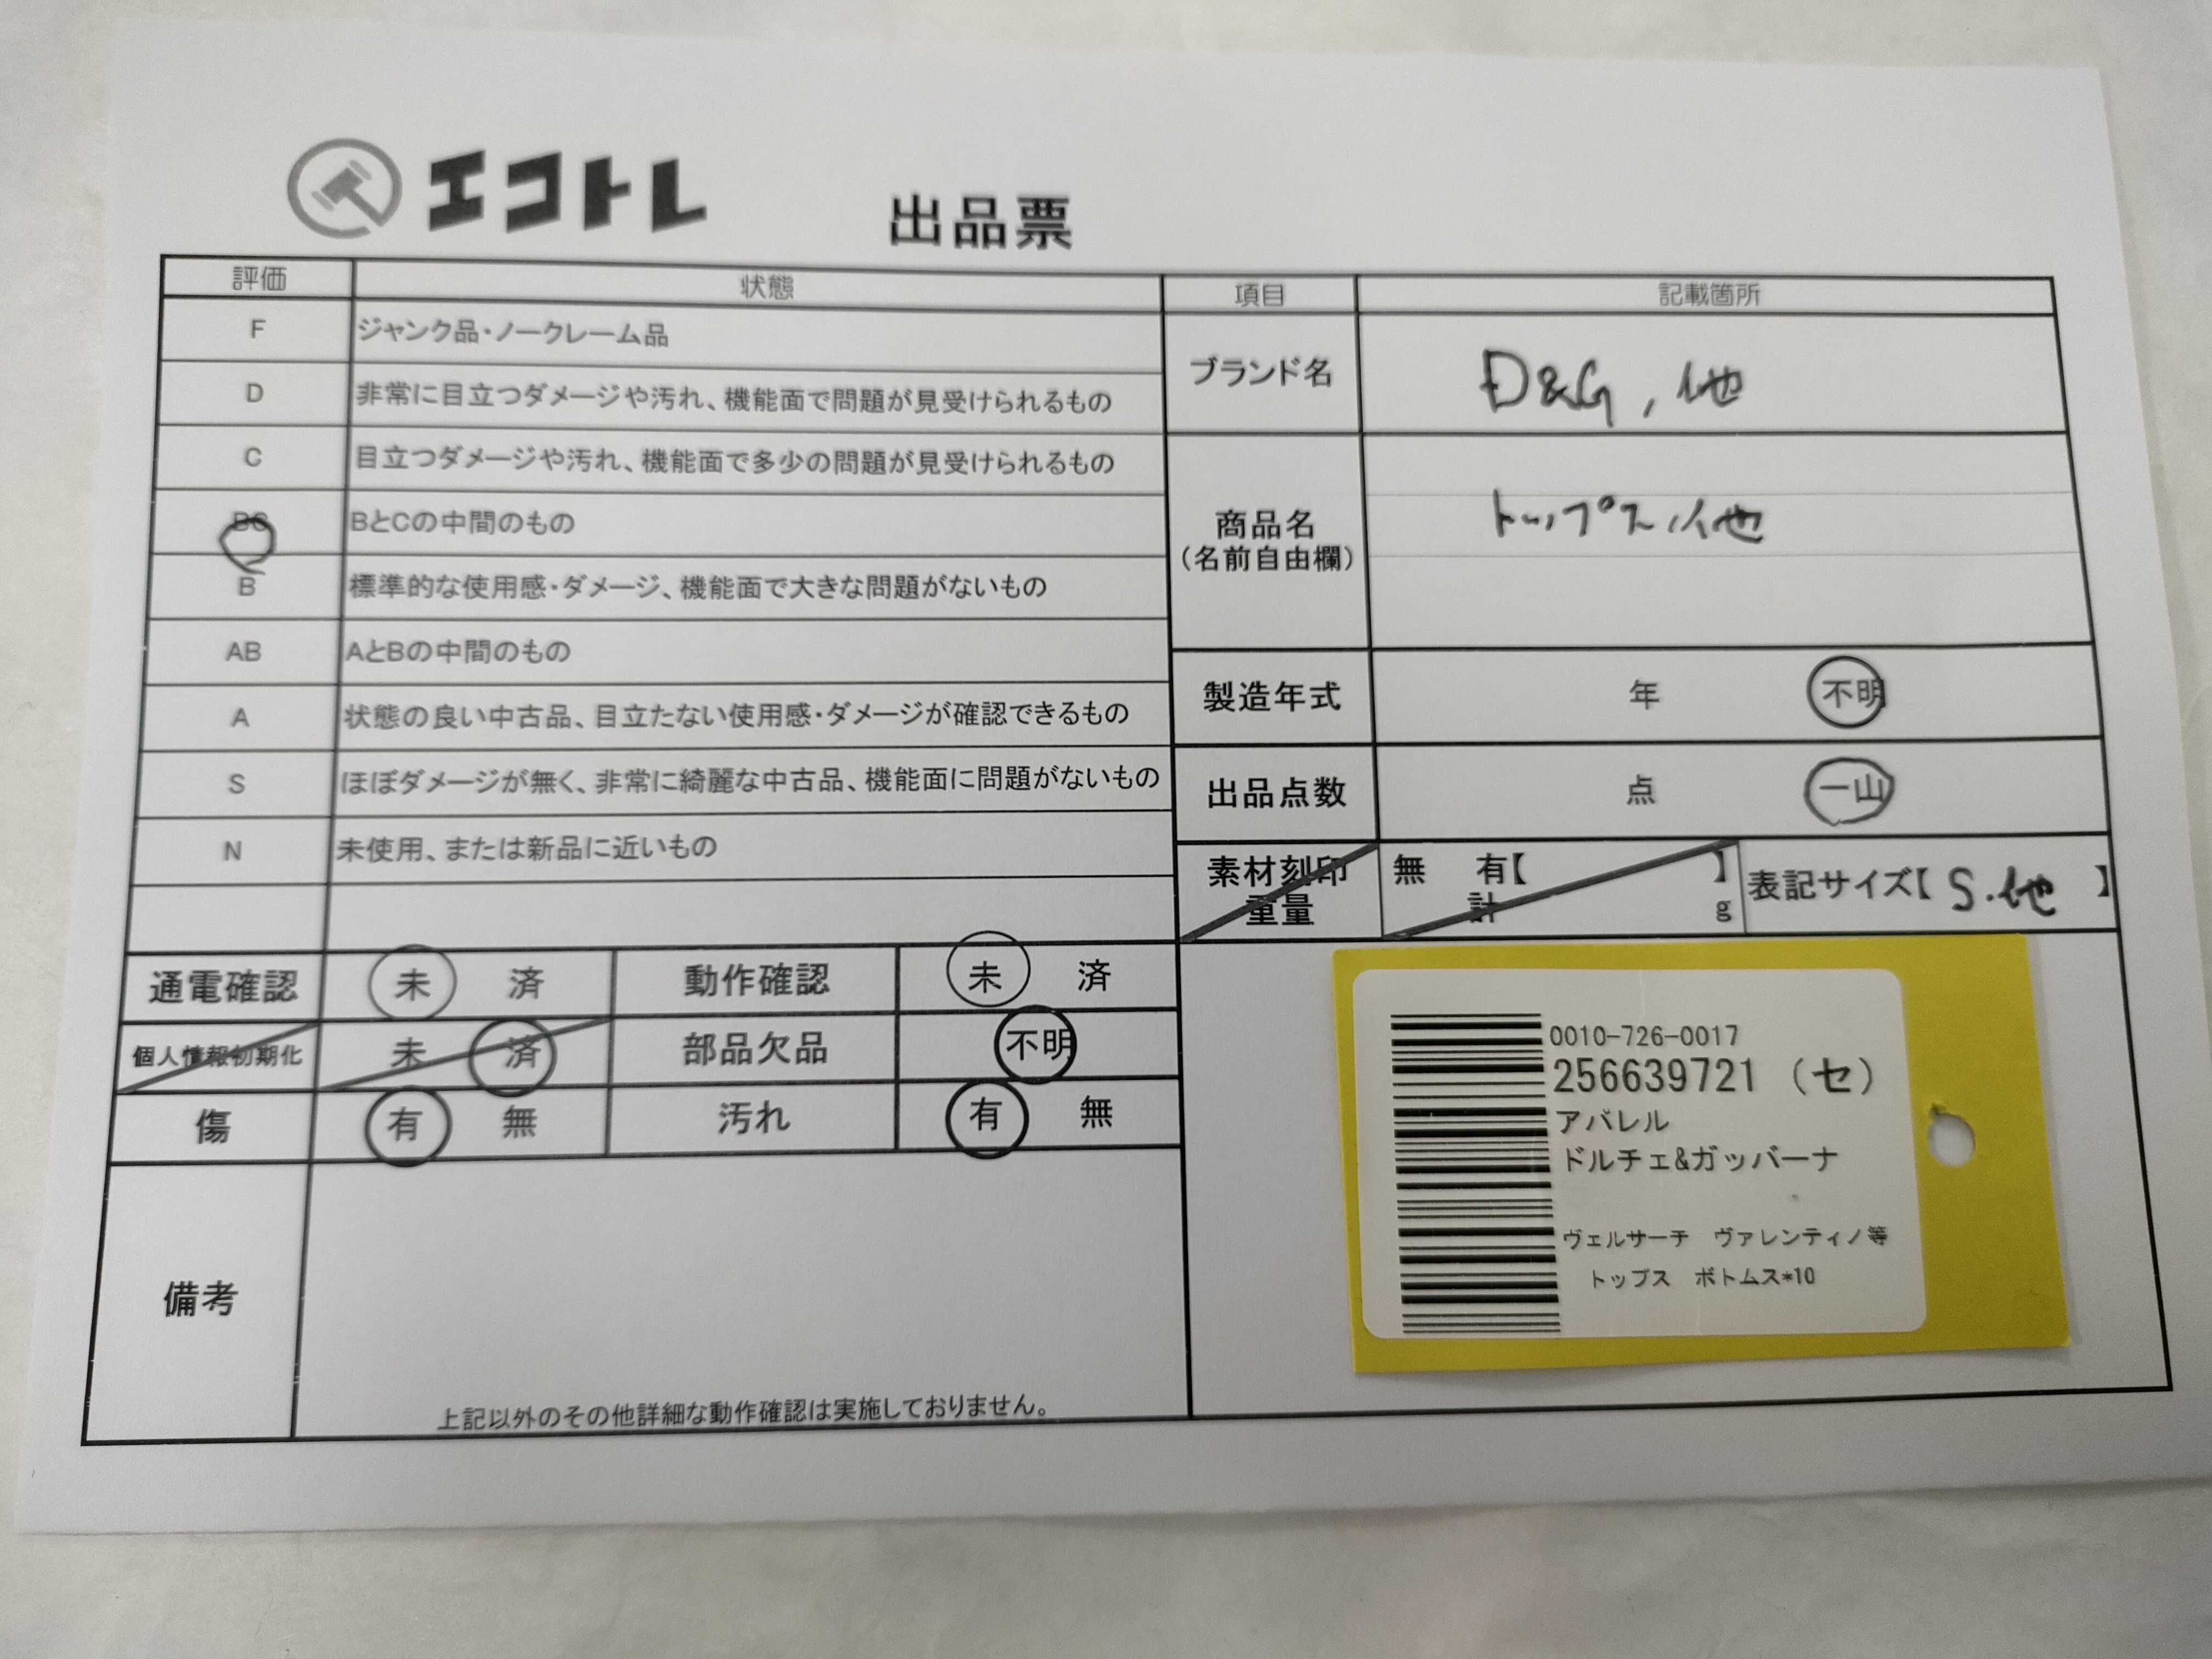 エコトレ
出品票
評価 状態
F ジャンク品・ノークレーム品
D 非常に目立つダメージや汚れ、機能面で問題が見受けられるもの
C 目立つダメージや汚れ、機能面で多少の問題が見受けられるもの
BC BとCの中間のもの
B 標準的な使用感・ダメージ、機能面で大きな問題がないもの
AB AとBの中間のもの
A 状態の良い中古品、目立たない使用感・ダメージが確認できるもの
S ほぼダメージが無く、非常に綺麗な中古品、機能面に問題がないもの
N 未使用、または新品に近いもの
項目 記載箇所
ブランド名 D&G, 他
商品名
(名前自由欄)
トップス, 他
製造年式 年 不明
出品点数 点 一山
素材刻印 無 有【 】
重量 計 g
表記サイズ【 S.他 】
通電確認 未 済 動作確認 未 済
個人情報初期化 未 済 部品欠品 不明
傷 有 無 汚れ 有 無
備考
上記以外のその他詳細な動作確認は実施しておりません。
0010-726-0017
256639721 (セ)
アパレル
ドルチェ&ガッバーナ
ヴェルサーチ ヴァレンティノ等
トップス ボトムス*10